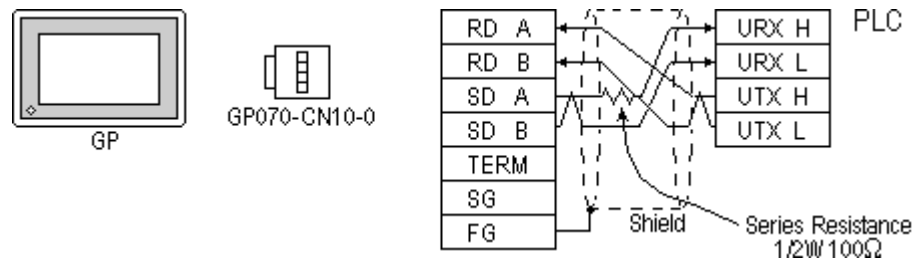 GP
GP070-CN10-0
RD A
RD B
SD A
SD B
TERM
SG
FG
Shield
URX H
URX L
UTX H
UTX L
PLC
Series Resistance
1/2W 100Ω